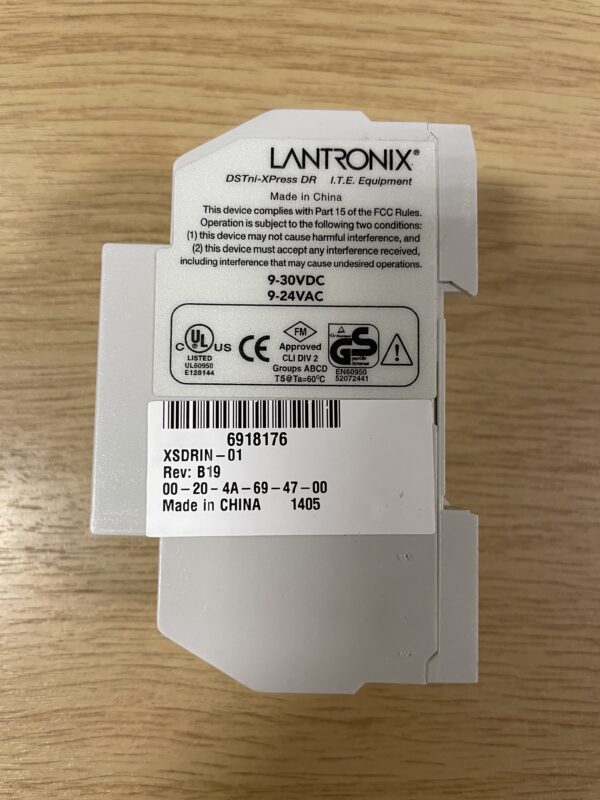 LANTRONIX®
DSTni-XPress DR I.T.E. Equipment
Made in China
This device complies with Part 15 of the FCC Rules.
Operation is subject to the following two conditions:
(1) this device may not cause harmful interference, and
(2) this device must accept any interference received,
including interference that may cause undesired operations.
9-30VDC
9-24VAC
C UL US
LISTED
UL60950
E128144
CE
FM
Approved
CLI DIV 2
Groups ABCD
T5@Ta=60°C
GS
EN60950
52072441
6918176
XSDRIN-01
Rev: B19
00-20-4A-69-47-00
Made in CHINA 1405